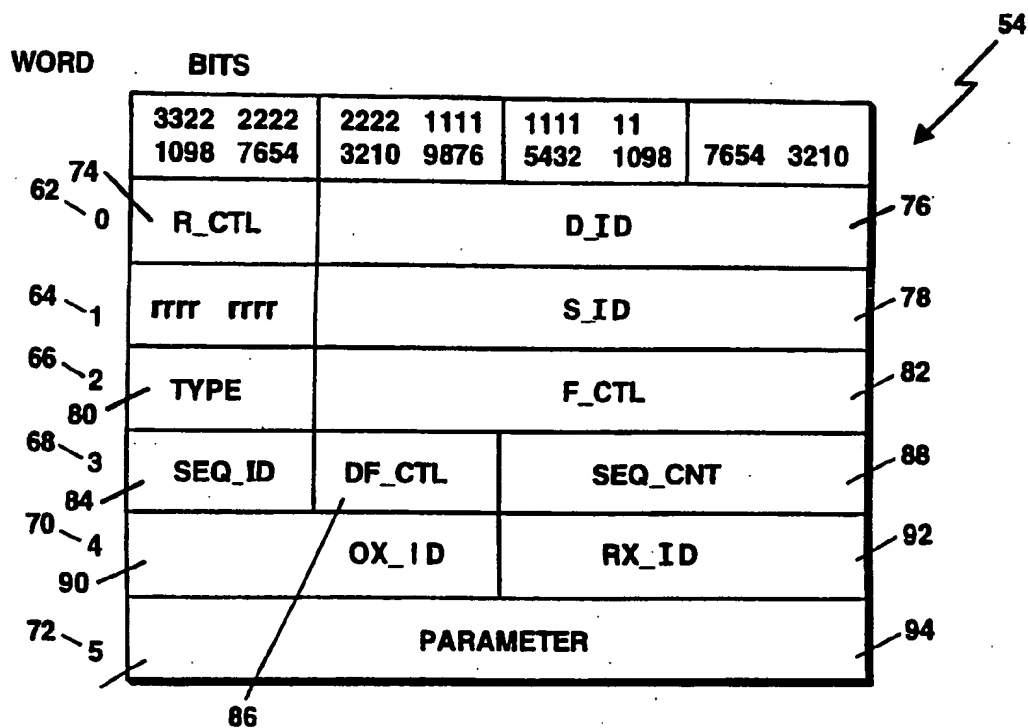 54
WORD BITS
3322 2222 2222 1111 1111 11
1098 7654 3210 9876 5432 1098 7654 3210
74
62 0 R_CTL D_ID 76
64 1 rrrr rrrr S_ID 78
66 2 TYPE F_CTL 82
80
68 3 SEQ_ID DF_CTL SEQ_CNT 88
84
70 4 OX_ID RX_ID 92
90
72 5 PARAMETER 94
86